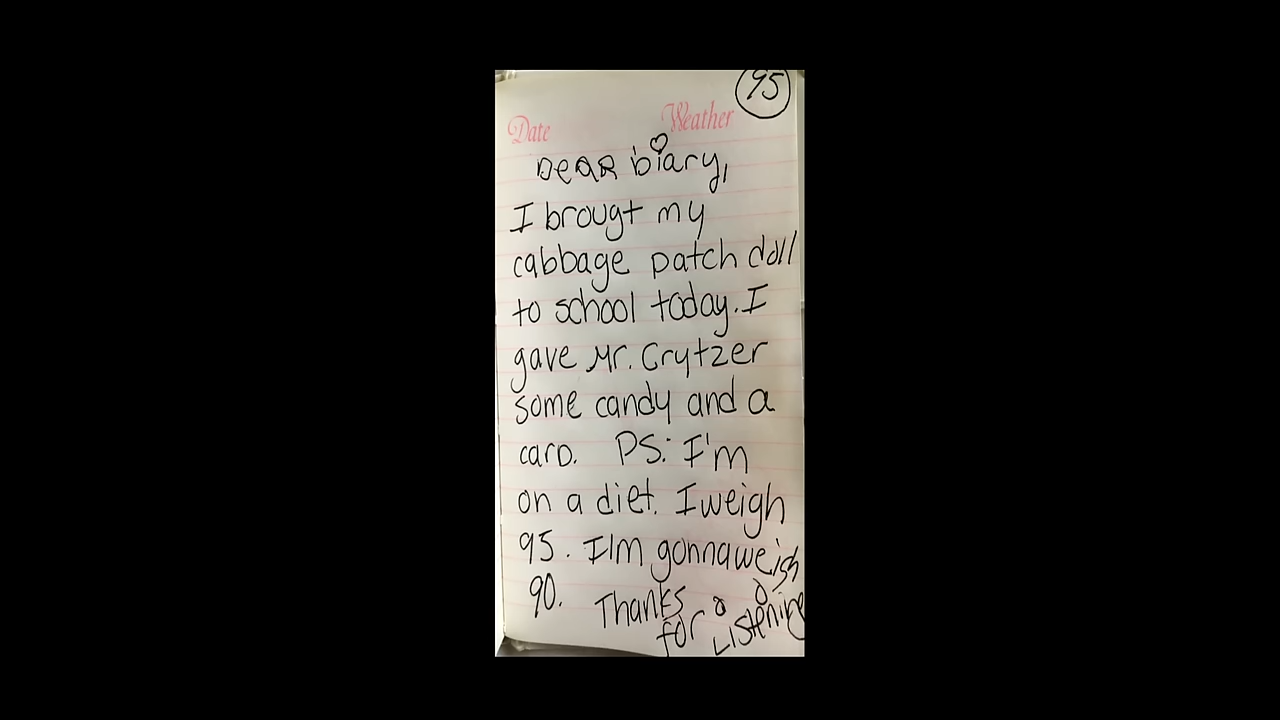 95
Date Weather
Dear Diary,
I brougt my
cabbage patch doll
to school today. I
gave Mr. Crytzer
some candy and a
card. PS: I'm
on a diet. I weigh
95. I'm gonna weigh
90. Thanks
for Listening